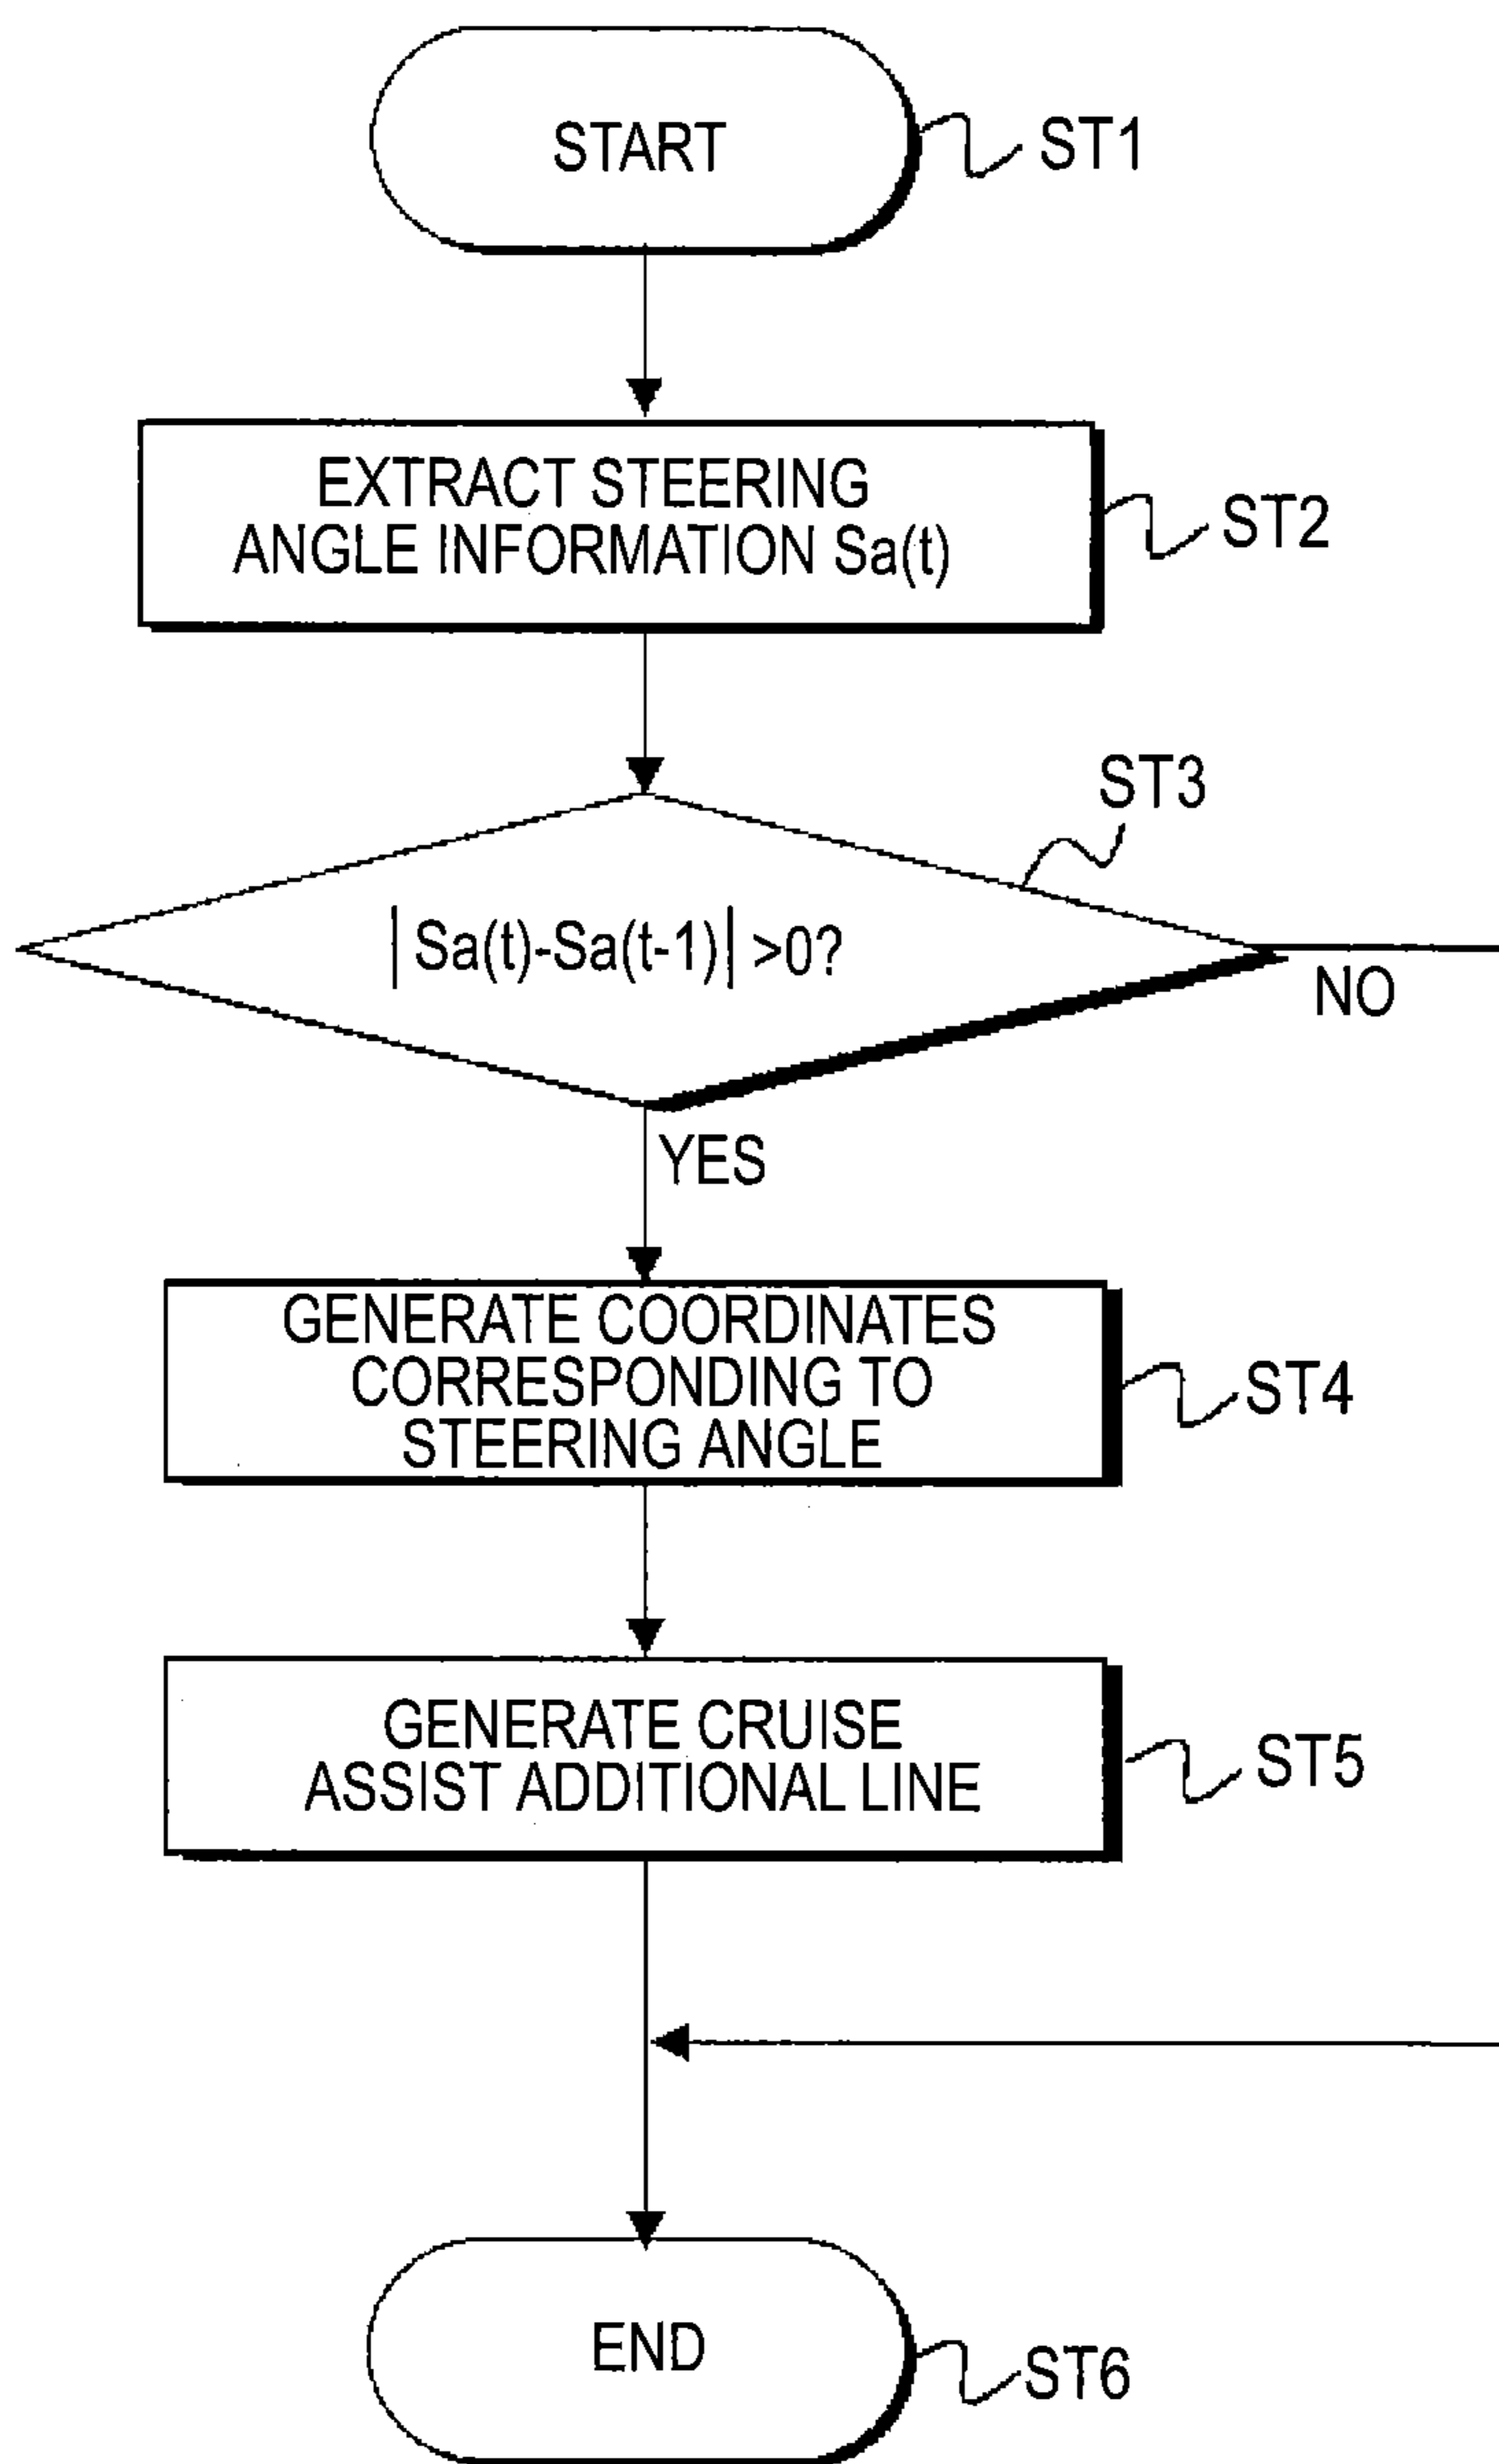 START
ST1
EXTRACT STEERING
ANGLE INFORMATION Sa(t)
ST2
ST3
|Sa(t)-Sa(t-1)| >0?
NO
YES
GENERATE COORDINATES
CORRESPONDING TO
STEERING ANGLE
ST4
GENERATE CRUISE
ASSIST ADDITIONAL LINE
ST5
END
ST6